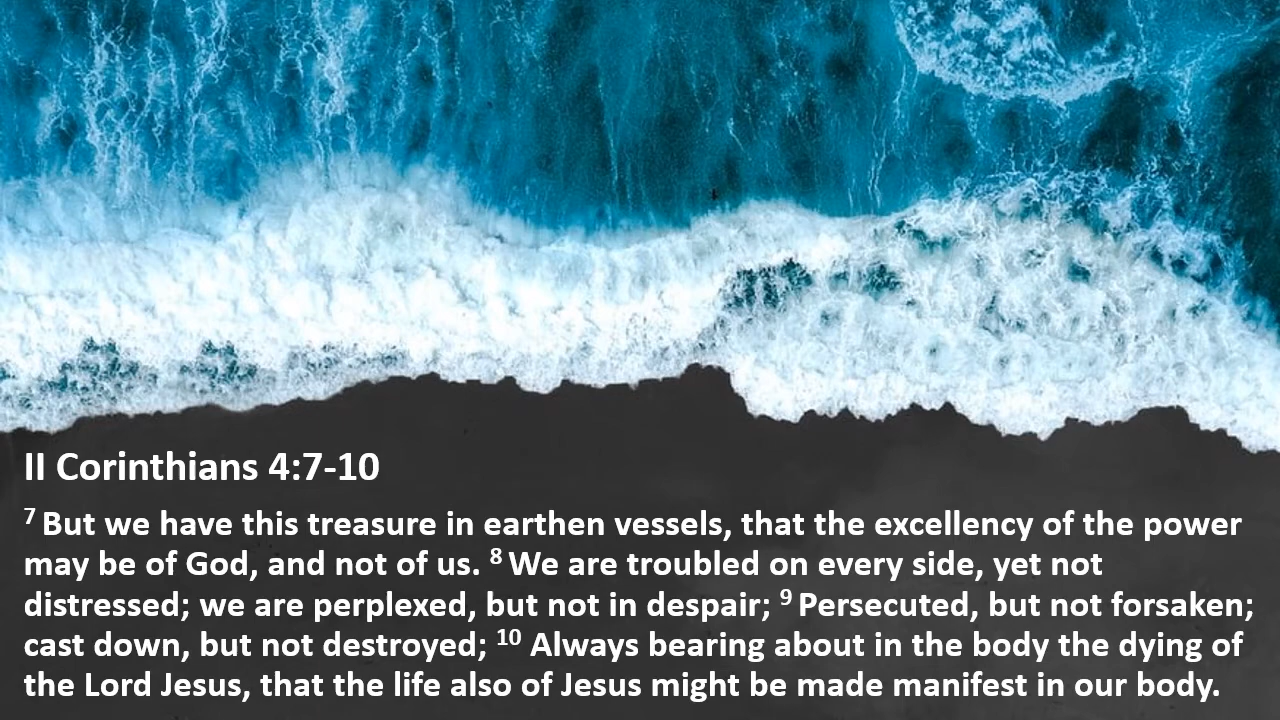 II Corinthians 4:7-10
7 But we have this treasure in earthen vessels, that the excellency of the power
may be of God, and not of us. 8 We are troubled on every side, yet not
distressed; we are perplexed, but not in despair; 9 Persecuted, but not forsaken;
cast down, but not destroyed; 10 Always bearing about in the body the dying of
the Lord Jesus, that the life also of Jesus might be made manifest in our body.